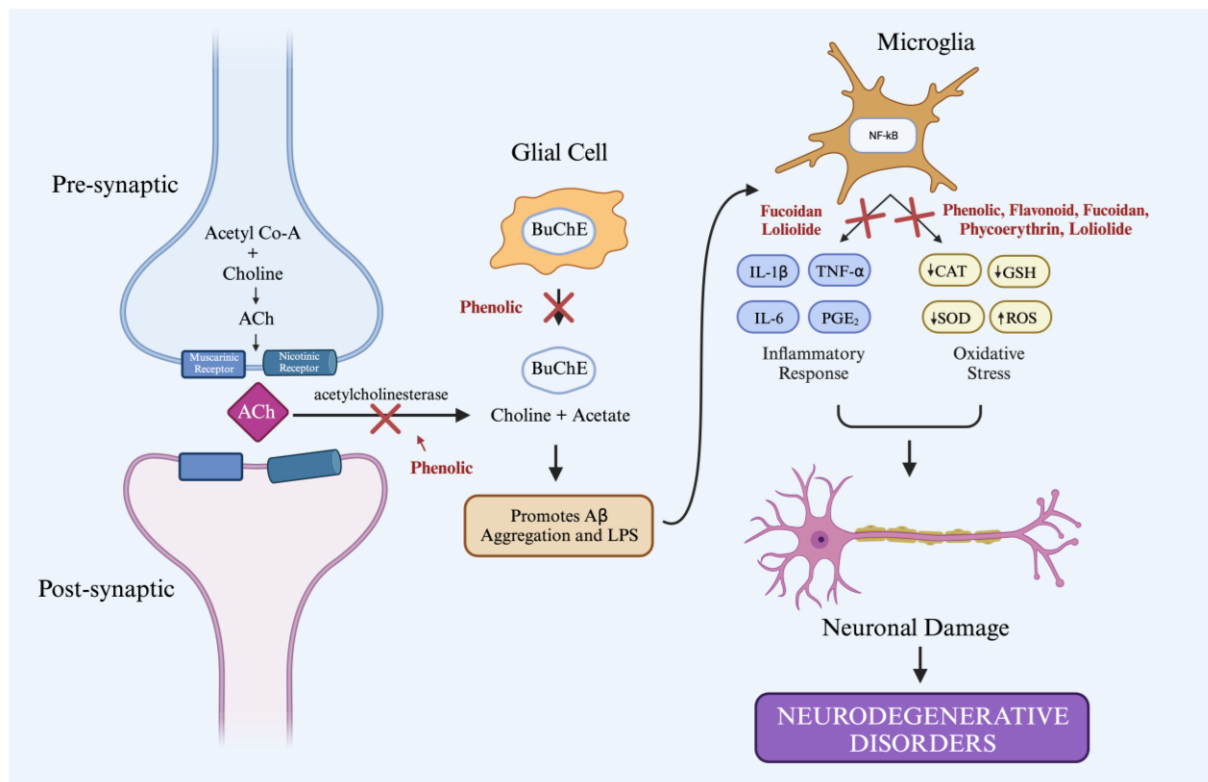 Pre-synaptic
Acetyl Co-A
+
Choline
ACh
Muscarinic
Receptor
Nicotinic
Receptor
ACh
acetylcholinesterase
Phenolic
Post-synaptic
Glial Cell
BuChE
Phenolic
BuChE
Choline + Acetate
Promotes Aβ
Aggregation and LPS
Microglia
NF-kB
Fucoidan
Loliolide
Phenolic, Flavonoid, Fucoidan,
Phycoerythrin, Loliolide
IL-1β
TNF-α
IL-6
PGE₂
Inflammatory
Response
↓CAT
↓GSH
↓SOD
↑ROS
Oxidative
Stress
Neuronal Damage
NEURODEGENERATIVE
DISORDERS